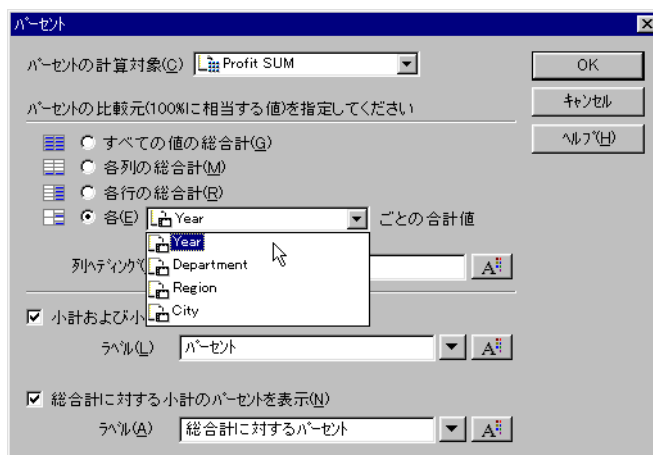 パーセント
パーセントの計算対象(C) Profit SUM
OK
パーセントの比較元(100%に相当する値)を指定してください
キャンセル
ヘルプ(H)
すべての値の総合計(G)
各列の総合計(M)
各行の総合計(R)
各(E) Year ごとの合計値
Year
Department
列ヘディング(
Region
City
小計および小
ラベル(L) パーセント
総合計に対する小計のパーセントを表示(N)
ラベル(A) 総合計に対するパーセント